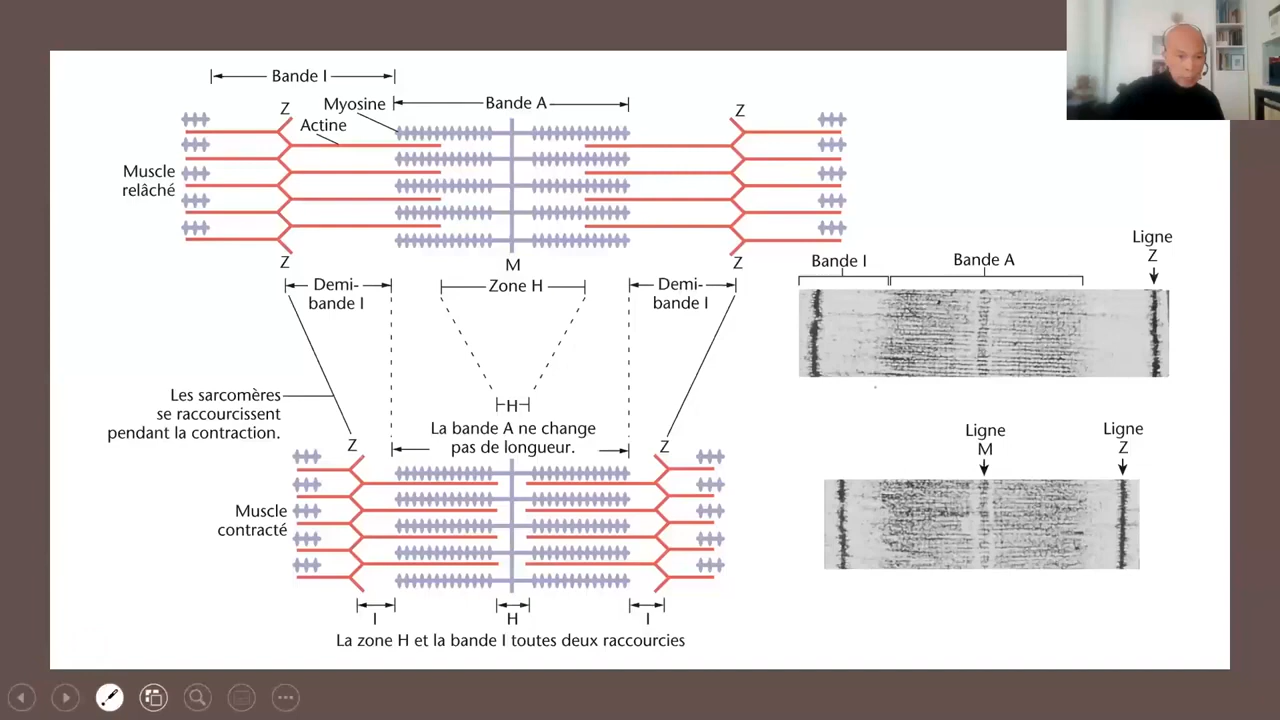 Bande I
Myosine
Bande A
Z
Actine
Z
Muscle
relâché
Z
M
Z
Demi-
bande I
Zone H
Demi-
bande I
Les sarcomères
se raccourcissent
pendant la contraction.
H
La bande A ne change
pas de longueur.
Z
Z
Muscle
contracté
I
H
I
La zone H et la bande I toutes deux raccourcies
Bande I
Bande A
Ligne
Z
Ligne
M
Ligne
Z